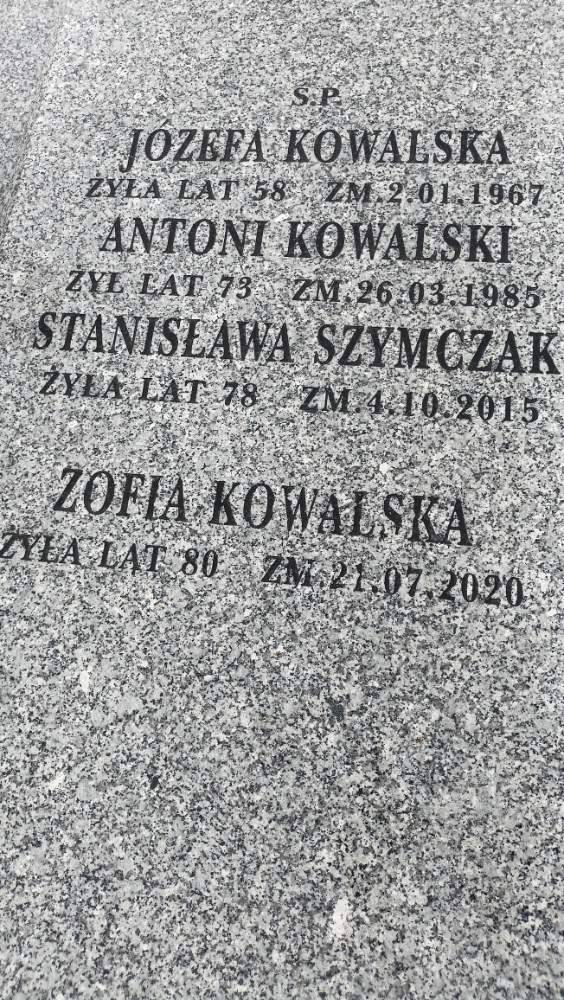 Ś.P.
JÓZEFA KOWALSKA
ŻYŁA LAT 58 ZM.2.01.1967
ANTONI KOWALSKI
ŻYŁ LAT 73 ZM.26.03.1985
STANISŁAWA SZYMCZAK
ŻYŁA LAT 78 ZM.4.10.2015
ZOFIA KOWALSKA
ŻYŁA LAT 80 ZM.21.07.2020